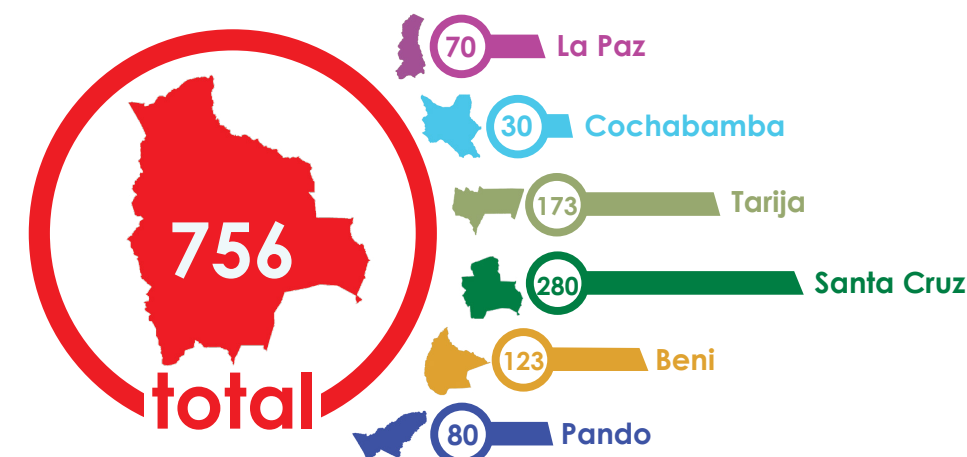 756
total
70 La Paz
30 Cochabamba
173 Tarija
280 Santa Cruz
123 Beni
80 Pando